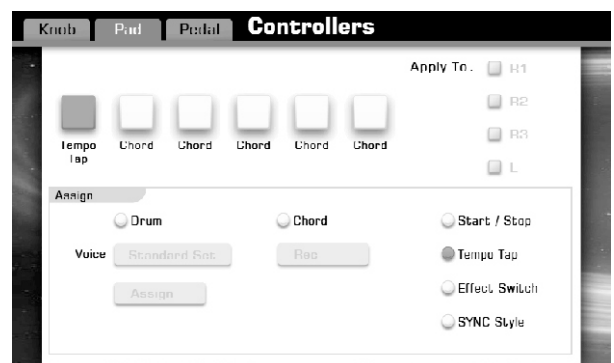 Knob Pad Pedal Controllers
Apply To: R1
R2
R3
L
Tempo Tap Chord Chord Chord Chord Chord
Assign
Drum Chord Start / Stop
Voice Standard Set Rec Tempo Tap
Assign Effect Switch
SYNC Style